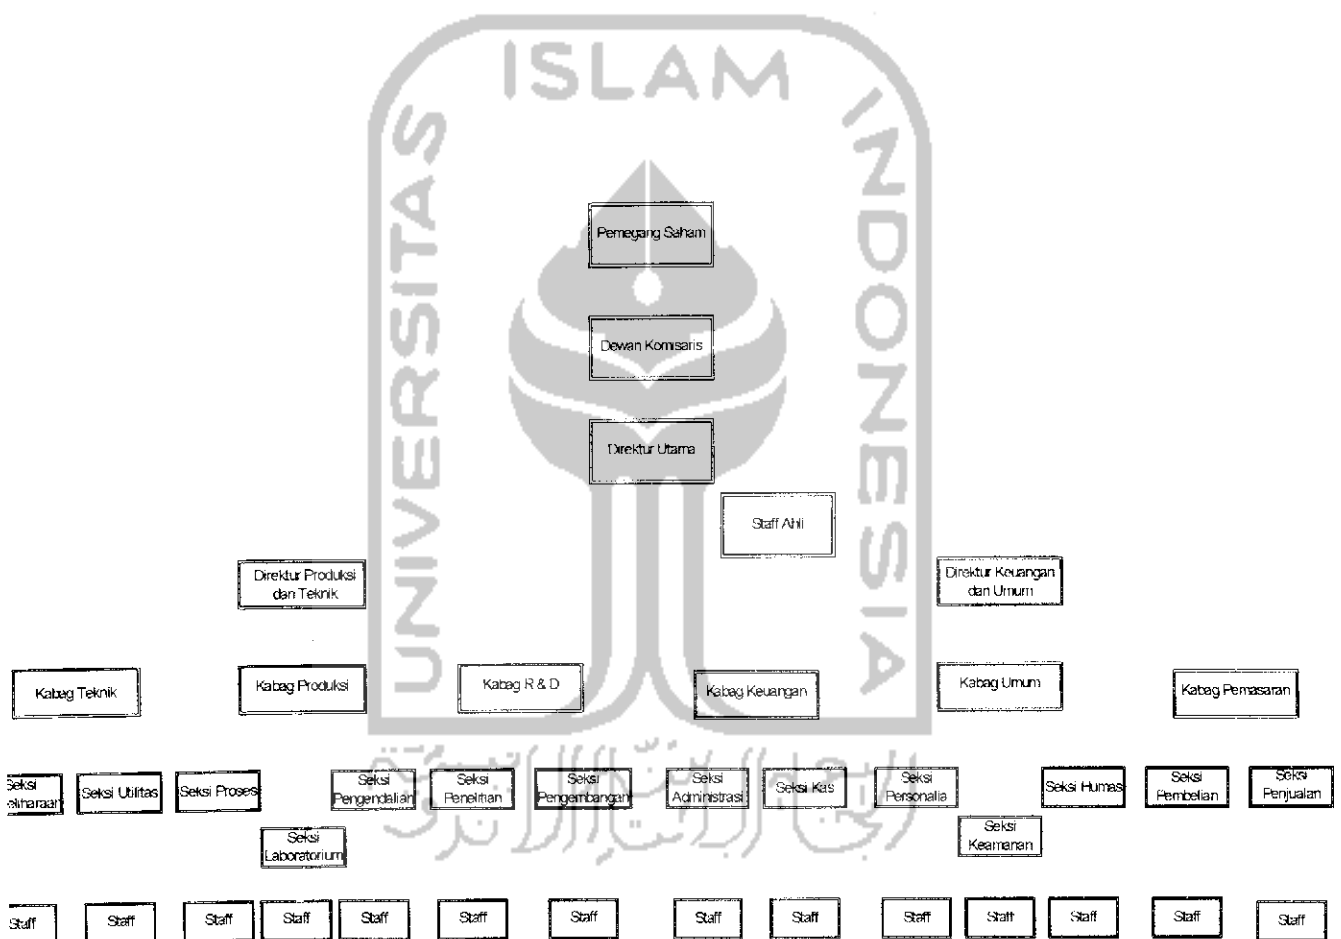 ISLAM
UNIVERSITAS
INDONESIA
Pemegang Saham
Dewan Komisaris
Direktur Utama
Staff Ahli
Direktur Produksi
dan Teknik
Direktur Keuangan
dan Umum
Kabag Teknik
Kabag Produksi
Kabag R & D
Kabag Keuangan
Kabag Umum
Kabag Pemasaran
Seksi
Seksi Utilitas
Seksi Proses
Seksi
Pengendalian
Seksi
Penelitian
Seksi
Pengembangan
Seksi
Administrasi
Seksi Kas
Seksi
Personalia
Seksi Humas
Seksi
Pembelian
Seksi
Penjualan
Seksi
Laboratorium
Seksi
Keamanan
Staff
Staff
Staff
Staff
Staff
Staff
Staff
Staff
Staff
Staff
Staff
Staff
Staff
Staff